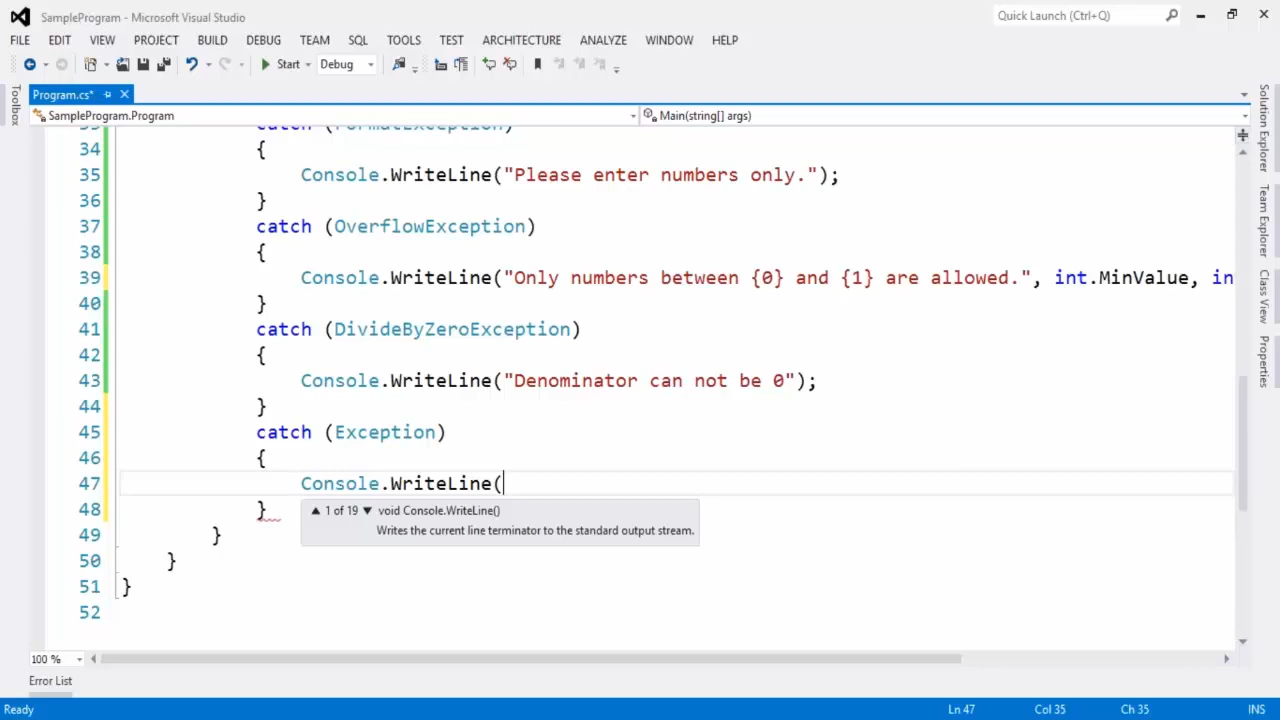 SampleProgram - Microsoft Visual Studio
Quick Launch (Ctrl+Q)
FILE EDIT VIEW PROJECT BUILD DEBUG TEAM SQL TOOLS TEST ARCHITECTURE ANALYZE WINDOW HELP
Start Debug
Program.cs*
SampleProgram.Program
Main(string[] args)
33 catch (FormatException)
34 {
35 Console.WriteLine("Please enter numbers only.");
36 }
37 catch (OverflowException)
38 {
39 Console.WriteLine("Only numbers between {0} and {1} are allowed.", int.MinValue, in
40 }
41 catch (DivideByZeroException)
42 {
43 Console.WriteLine("Denominator can not be 0");
44 }
45 catch (Exception)
46 {
47 Console.WriteLine(
48 }
1 of 19 void Console.WriteLine()
Writes the current line terminator to the standard output stream.
49 }
50 }
51 }
52
Toolbox
Solution Explorer
Team Explorer
Class View
Properties
100 %
Error List
Ready
Ln 47 Col 35 Ch 35 INS